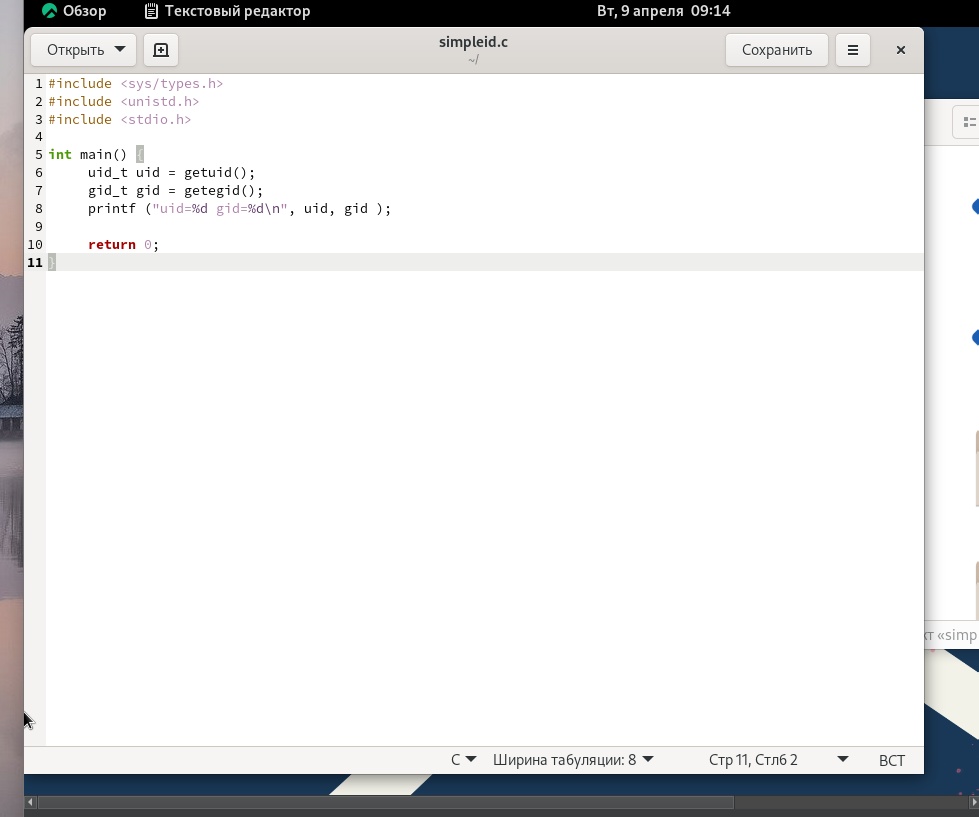 Обзор Текстовый редактор Вт, 9 апреля 09:14
Открыть simpleid.c Сохранить
~/
1 #include <sys/types.h>
2 #include <unistd.h>
3 #include <stdio.h>
4
5 int main() {
6 uid_t uid = getuid();
7 gid_t gid = getegid();
8 printf ("uid=%d gid=%d\n", uid, gid );
9
10 return 0;
11 }
кт «simp
C Ширина табуляции: 8 Стр 11, Стлб 2 ВСТ